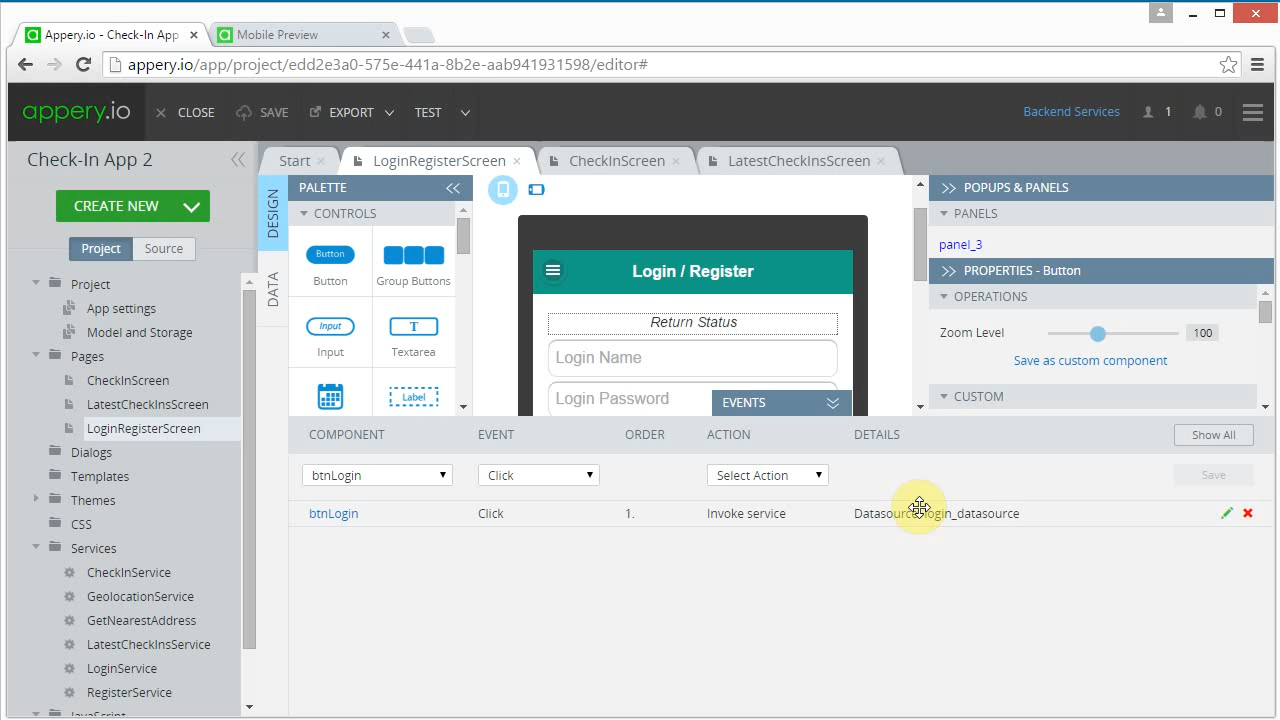 Appery.io - Check-In App
Mobile Preview
appery.io/app/project/edd2e3a0-575e-441a-8b2e-aab941931598/editor#
appery.io
CLOSE
SAVE
EXPORT
TEST
Backend Services
1
0
Check-In App 2
Start
LoginRegisterScreen
CheckInScreen
LatestCheckInsScreen
CREATE NEW
Project
Source
Project
App settings
Model and Storage
Pages
CheckInScreen
LatestCheckInsScreen
LoginRegisterScreen
Dialogs
Templates
Themes
CSS
Services
CheckInService
GeolocationService
GetNearestAddress
LatestCheckInsService
LoginService
RegisterService
JavaScript
DESIGN
DATA
PALETTE
CONTROLS
Button
Button
Group Buttons
Input
T
Input
Textarea
Label
Login / Register
Return Status
Login Name
Login Password
EVENTS
POPUPS & PANELS
PANELS
panel_3
PROPERTIES - Button
OPERATIONS
Zoom Level
100
Save as custom component
CUSTOM
COMPONENT EVENT ORDER ACTION DETAILS Show All
btnLogin Click Select Action Save
btnLogin Click 1. Invoke service Datasource login_datasource